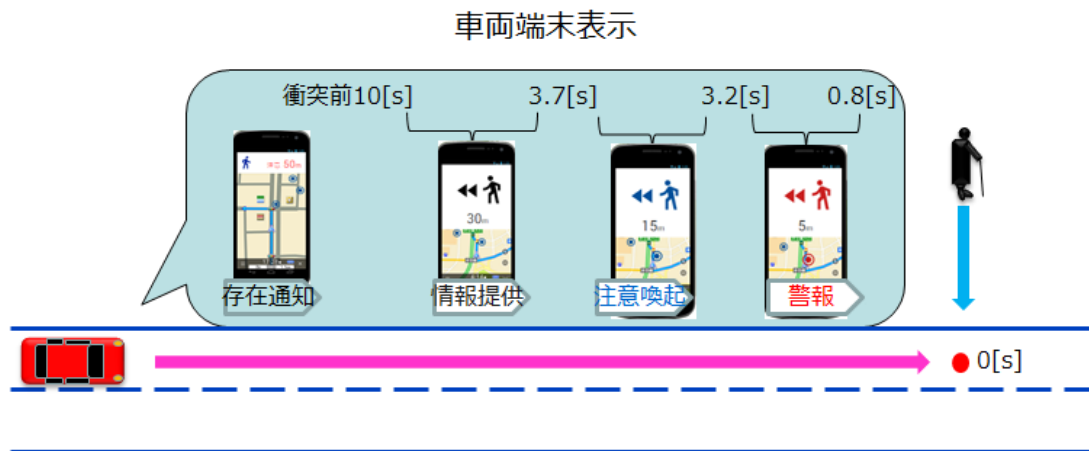 車両端末表示
衝突前10[s]
3.7[s]
3.2[s]
0.8[s]
50m
30m
15m
5m
存在通知
情報提供
注意喚起
警報
0[s]